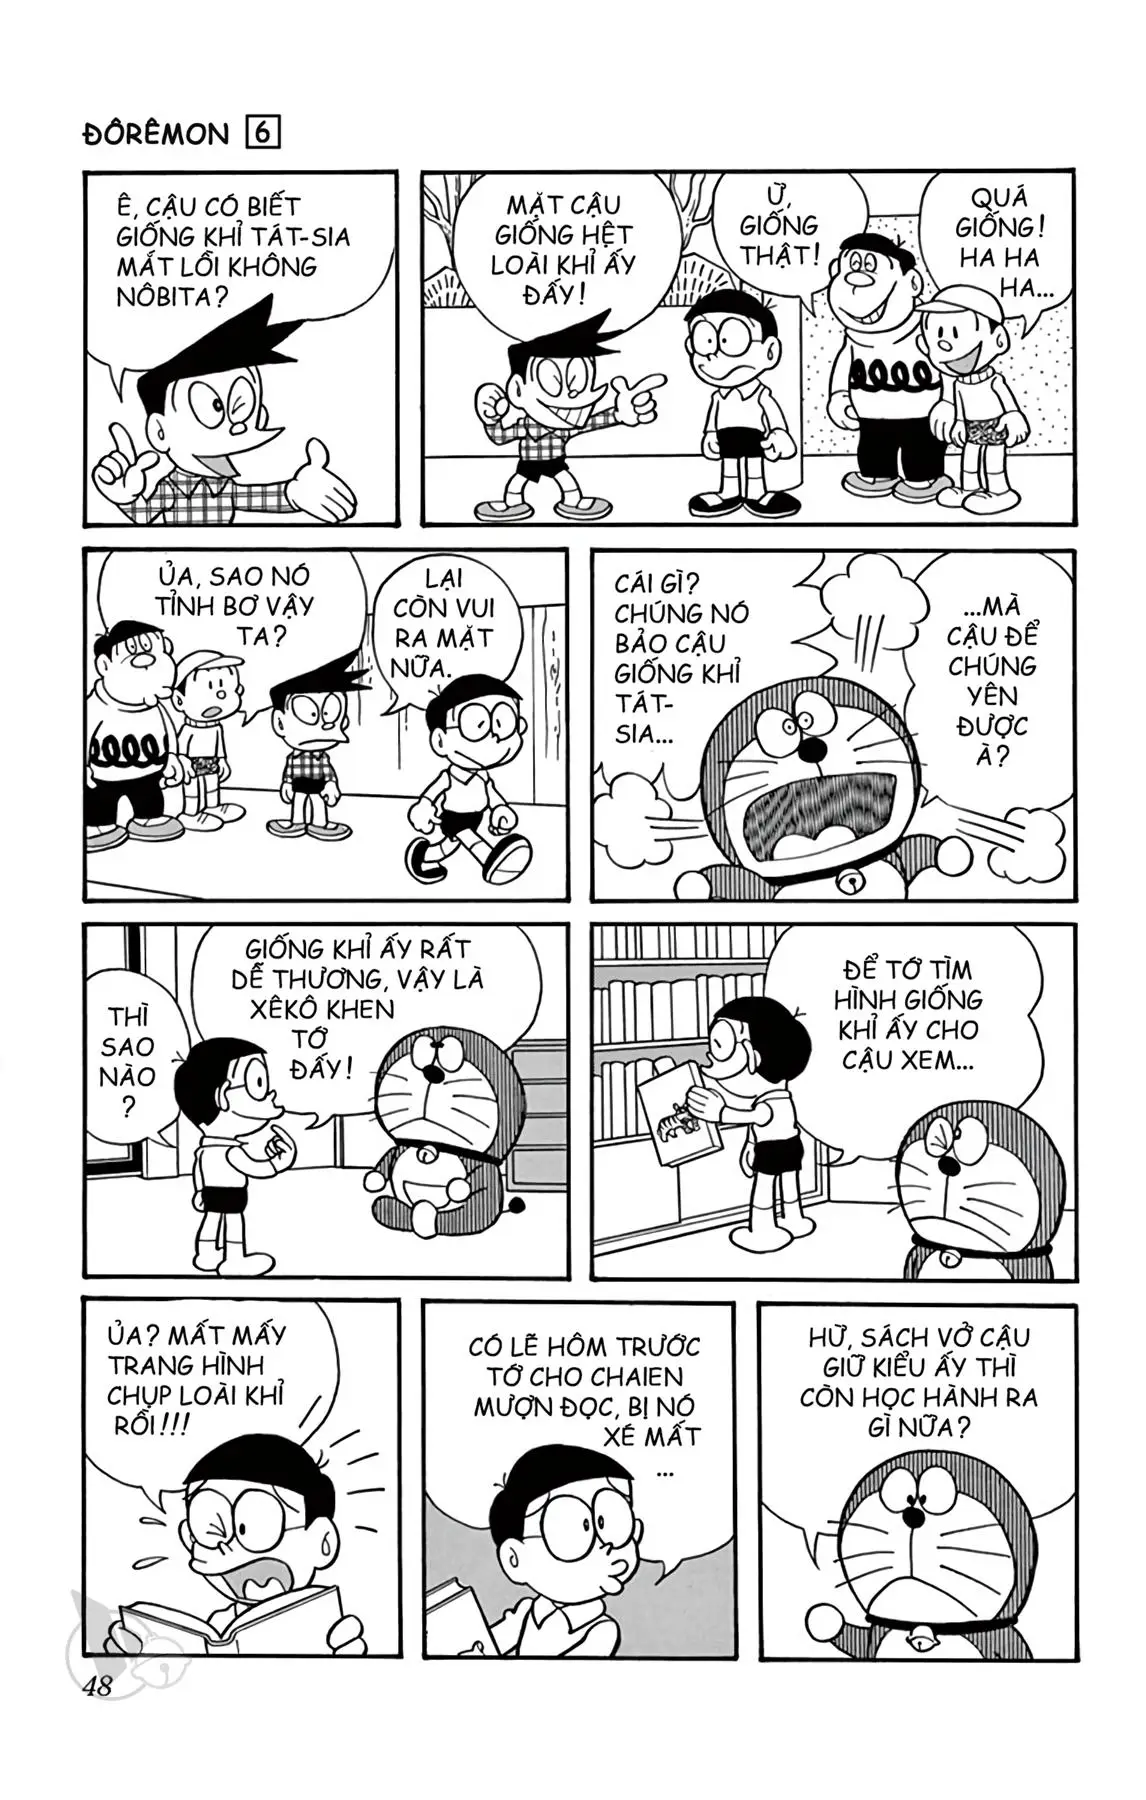 ĐÔRÊMON 6
Ê, CẬU CÓ BIẾT
GIỐNG KHỈ TÁT-SIA
MẮT LỒI KHÔNG
NÔBITA?
MẶT CẬU
GIỐNG HỆT
LOÀI KHỈ ẤY
ĐẤY!
Ừ,
GIỐNG
THẬT!
QUÁ
GIỐNG!
HA HA
HA...
ỦA, SAO NÓ
TỈNH BƠ VẬY
TA?
LẠI
CÒN VUI
RA MẶT
NỮA.
CÁI GÌ?
CHÚNG NÓ
BẢO CẬU
GIỐNG KHỈ
TÁT-
SIA...
...MÀ
CẬU ĐỂ
CHÚNG
YÊN
ĐƯỢC
À?
THÌ
SAO
NÀO
?
GIỐNG KHỈ ẤY RẤT
DỄ THƯƠNG, VẬY LÀ
XÊKÔ KHEN
TỚ
ĐẤY!
ĐỂ TỚ TÌM
HÌNH GIỐNG
KHỈ ẤY CHO
CẬU XEM...
ỦA? MẤT MẤY
TRANG HÌNH
CHỤP LOÀI KHỈ
RỒI!!!
CÓ LẼ HÔM TRƯỚC
TỚ CHO CHAIEN
MƯỢN ĐỌC, BỊ NÓ
XÉ MẤT
...
HỪ, SÁCH VỞ CẬU
GIỮ KIỂU ẤY THÌ
CÒN HỌC HÀNH RA
GÌ NỮA?
48